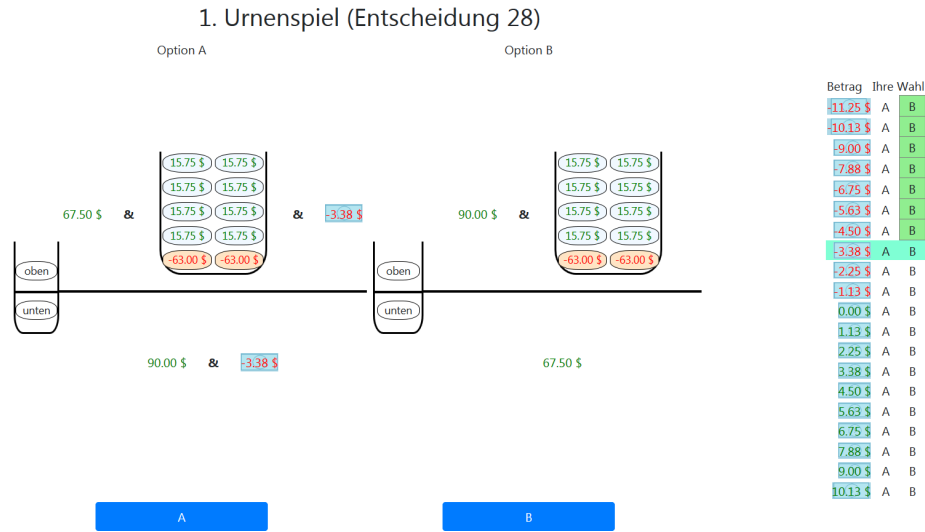 1. Urnenspiel (Entscheidung 28)
Option A
Option B
15.75 $ 15.75 $
15.75 $ 15.75 $
15.75 $ 15.75 $
15.75 $ 15.75 $
-63.00 $ -63.00 $
67.50 $ &
& -3.38 $
oben
unten
90.00 $ & -3.38 $
15.75 $ 15.75 $
15.75 $ 15.75 $
15.75 $ 15.75 $
15.75 $ 15.75 $
-63.00 $ -63.00 $
90.00 $ &
oben
unten
67.50 $
A
B
Betrag Ihre Wahl
-11.25 $ A B
-10.13 $ A B
-9.00 $ A B
-7.88 $ A B
-6.75 $ A B
-5.63 $ A B
-4.50 $ A B
-3.38 $ A B
-2.25 $ A B
-1.13 $ A B
0.00 $ A B
1.13 $ A B
2.25 $ A B
3.38 $ A B
4.50 $ A B
5.63 $ A B
6.75 $ A B
7.88 $ A B
9.00 $ A B
10.13 $ A B